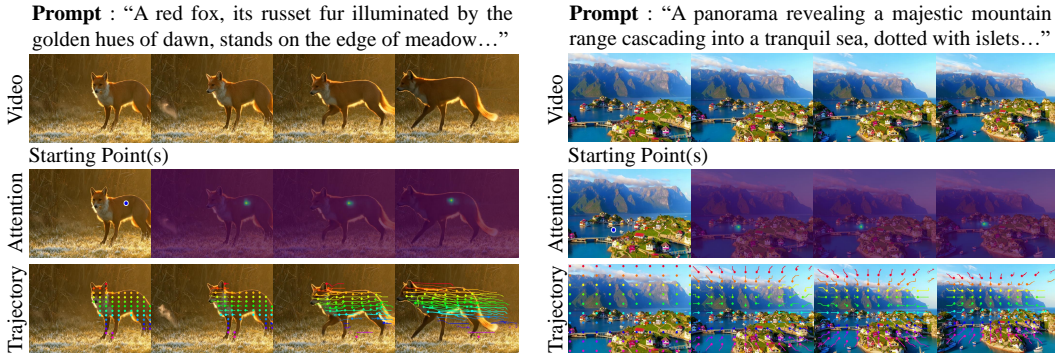 Prompt : “A red fox, its russet fur illuminated by the
golden hues of dawn, stands on the edge of meadow…”
Video
Starting Point(s)
Attention
Trajectory
Prompt : “A panorama revealing a majestic mountain
range cascading into a tranquil sea, dotted with islets…”
Video
Starting Point(s)
Attention
Trajectory